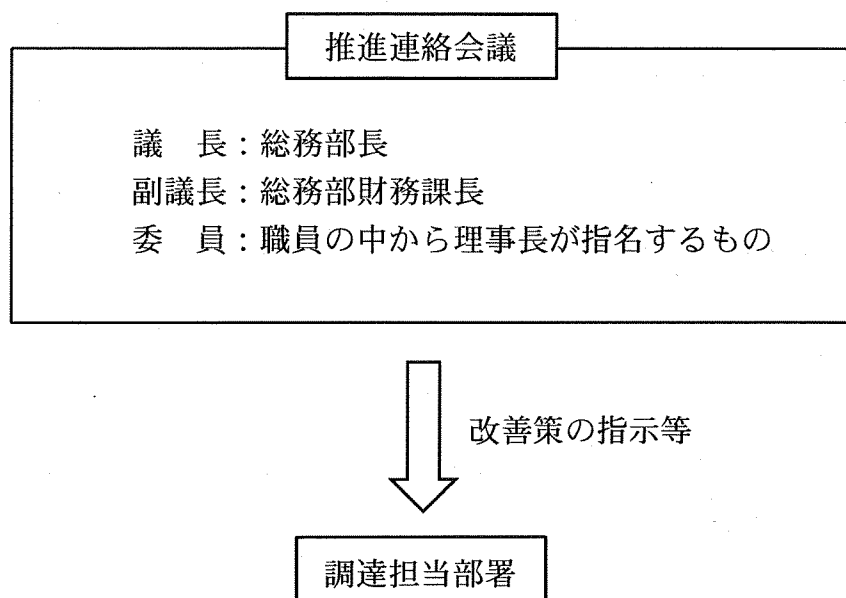 推進連絡会議
議　長：総務部長
副議長：総務部財務課長
委　員：職員の中から理事長が指名するもの
改善策の指示等
調達担当部署